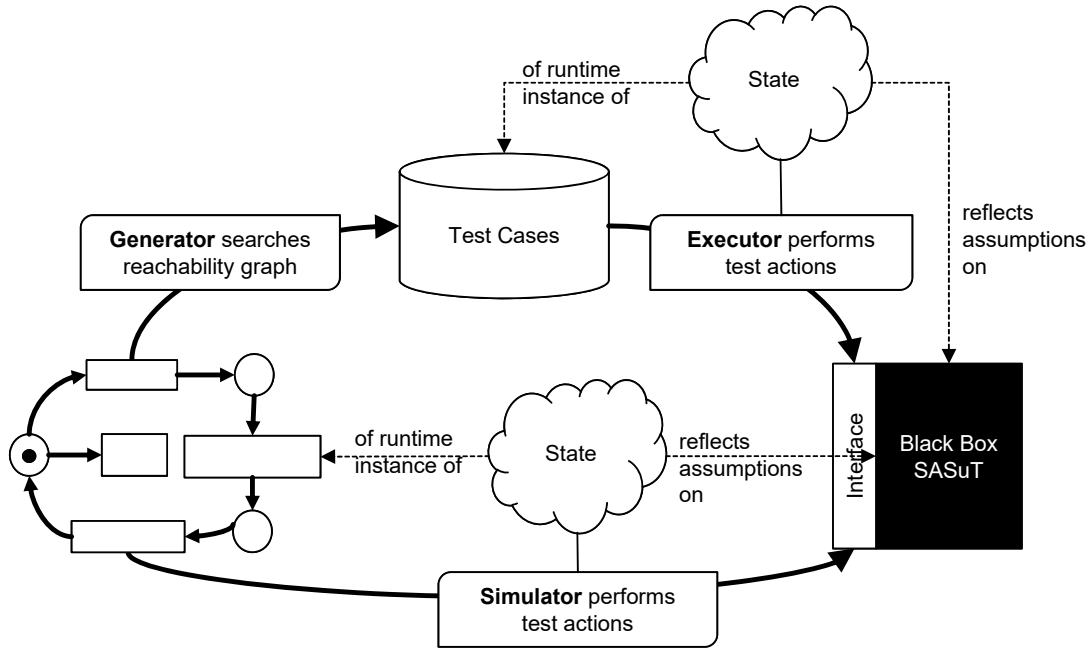 of runtime
instance of
State
reflects
assumptions
on
Generator searches
reachability graph
Test Cases
Executor performs
test actions
of runtime
instance of
State
reflects
assumptions
on
Interface
Black Box
SASuT
Simulator performs
test actions